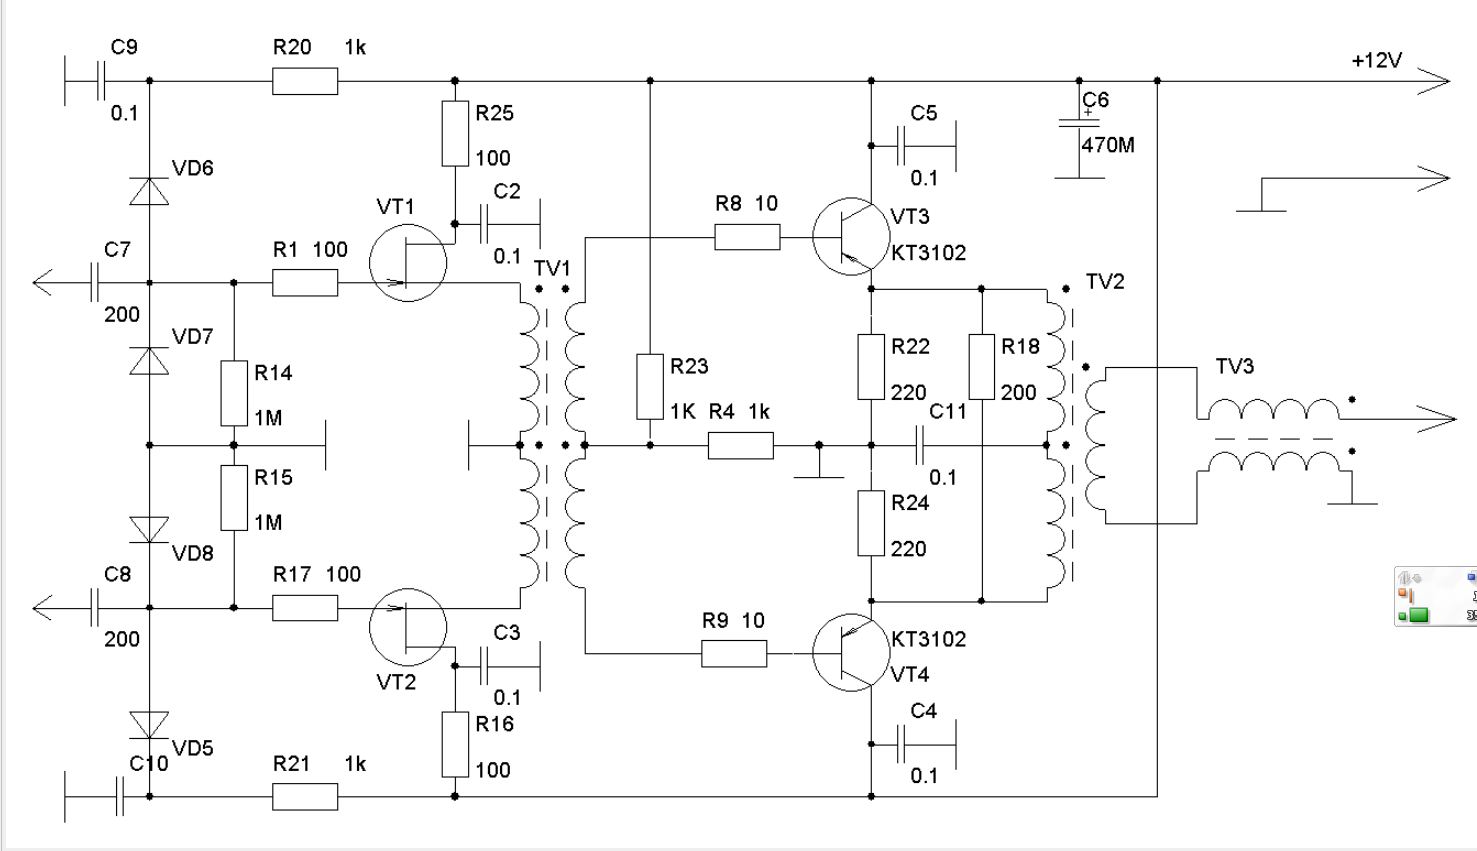 C9
R20 1k
+12V
0.1
R25
100
C5
0.1
C6
+
470M
VD6
C2
0.1
VT1
R8 10
VT3
KT3102
C7
200
R1 100
TV1
TV2
VD7
R14
1M
R23
1K
R4 1k
R22
220
R18
200
C11
0.1
TV3
R15
1M
R24
220
VD8
C8
200
R17 100
VT2
C3
0.1
R9 10
KT3102
VT4
R16
100
C4
0.1
VD5
C10
R21 1k